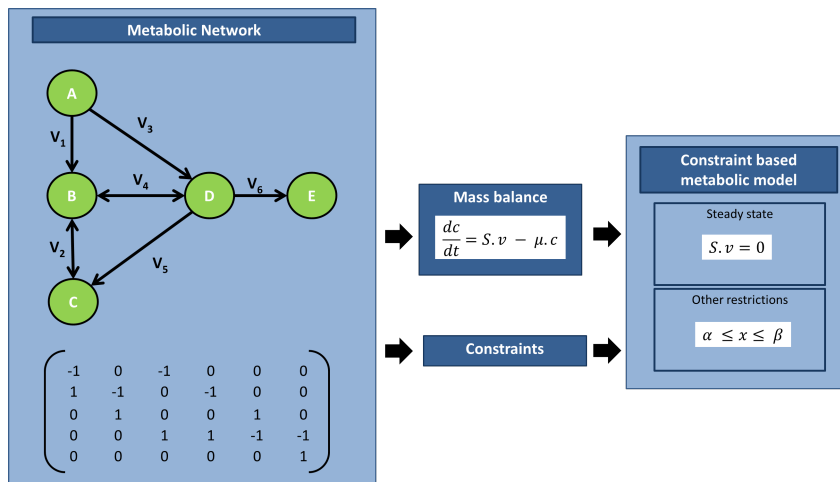 Metabolic Network
A
V1
V3
B
V4
D
V6
E
V2
V5
C
-1 0 -1 0 0 0
1 -1 0 -1 0 0
0 1 0 0 1 0
0 0 1 1 -1 -1
0 0 0 0 0 1
Mass balance
dc/dt = S.v − μ.c
Constraints
Constraint based
metabolic model
Steady state
S.v = 0
Other restrictions
α ≤ x ≤ β